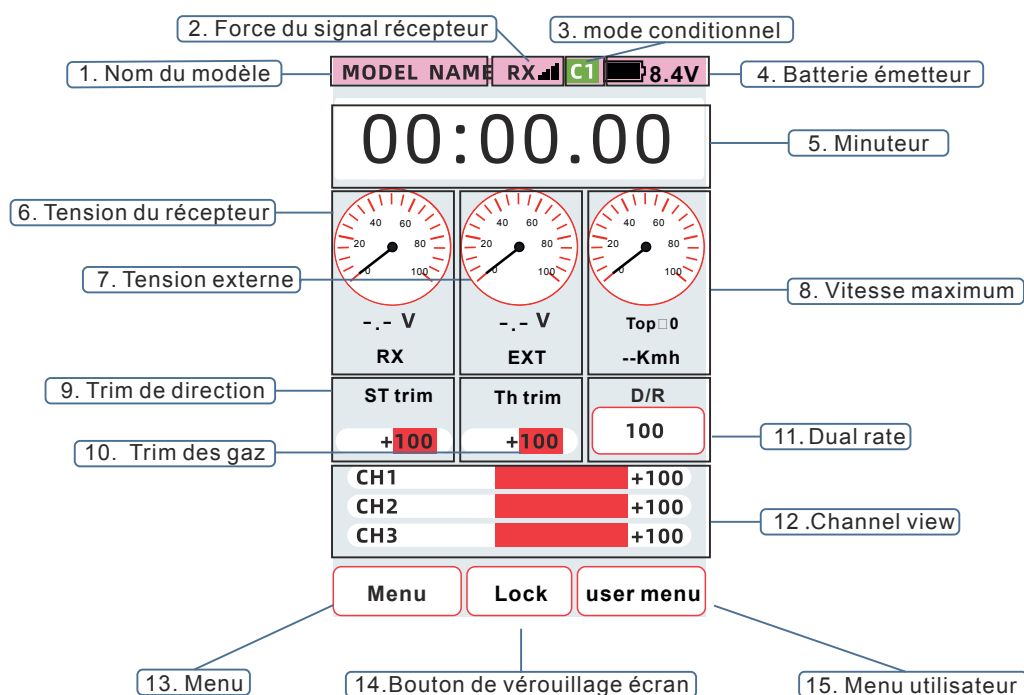 2. Force du signal récepteur
3. mode conditionnel
1. Nom du modèle
MODEL NAME RX C1 8.4V
4. Batterie émetteur
00:00.00
5. Minuteur
6. Tension du récepteur
0 20 40 60 80 100
0 20 40 60 80 100
0 20 40 60 80 100
7. Tension externe
8. Vitesse maximum
-.- V
-.- V
Top□0
RX
EXT
--Kmh
9. Trim de direction
ST trim
Th trim
D/R
+100
+100
100
10. Trim des gaz
11. Dual rate
CH1 +100
CH2 +100
CH3 +100
12 .Channel view
Menu
Lock
user menu
13. Menu
14.Bouton de vérouillage écran
15. Menu utilisateur